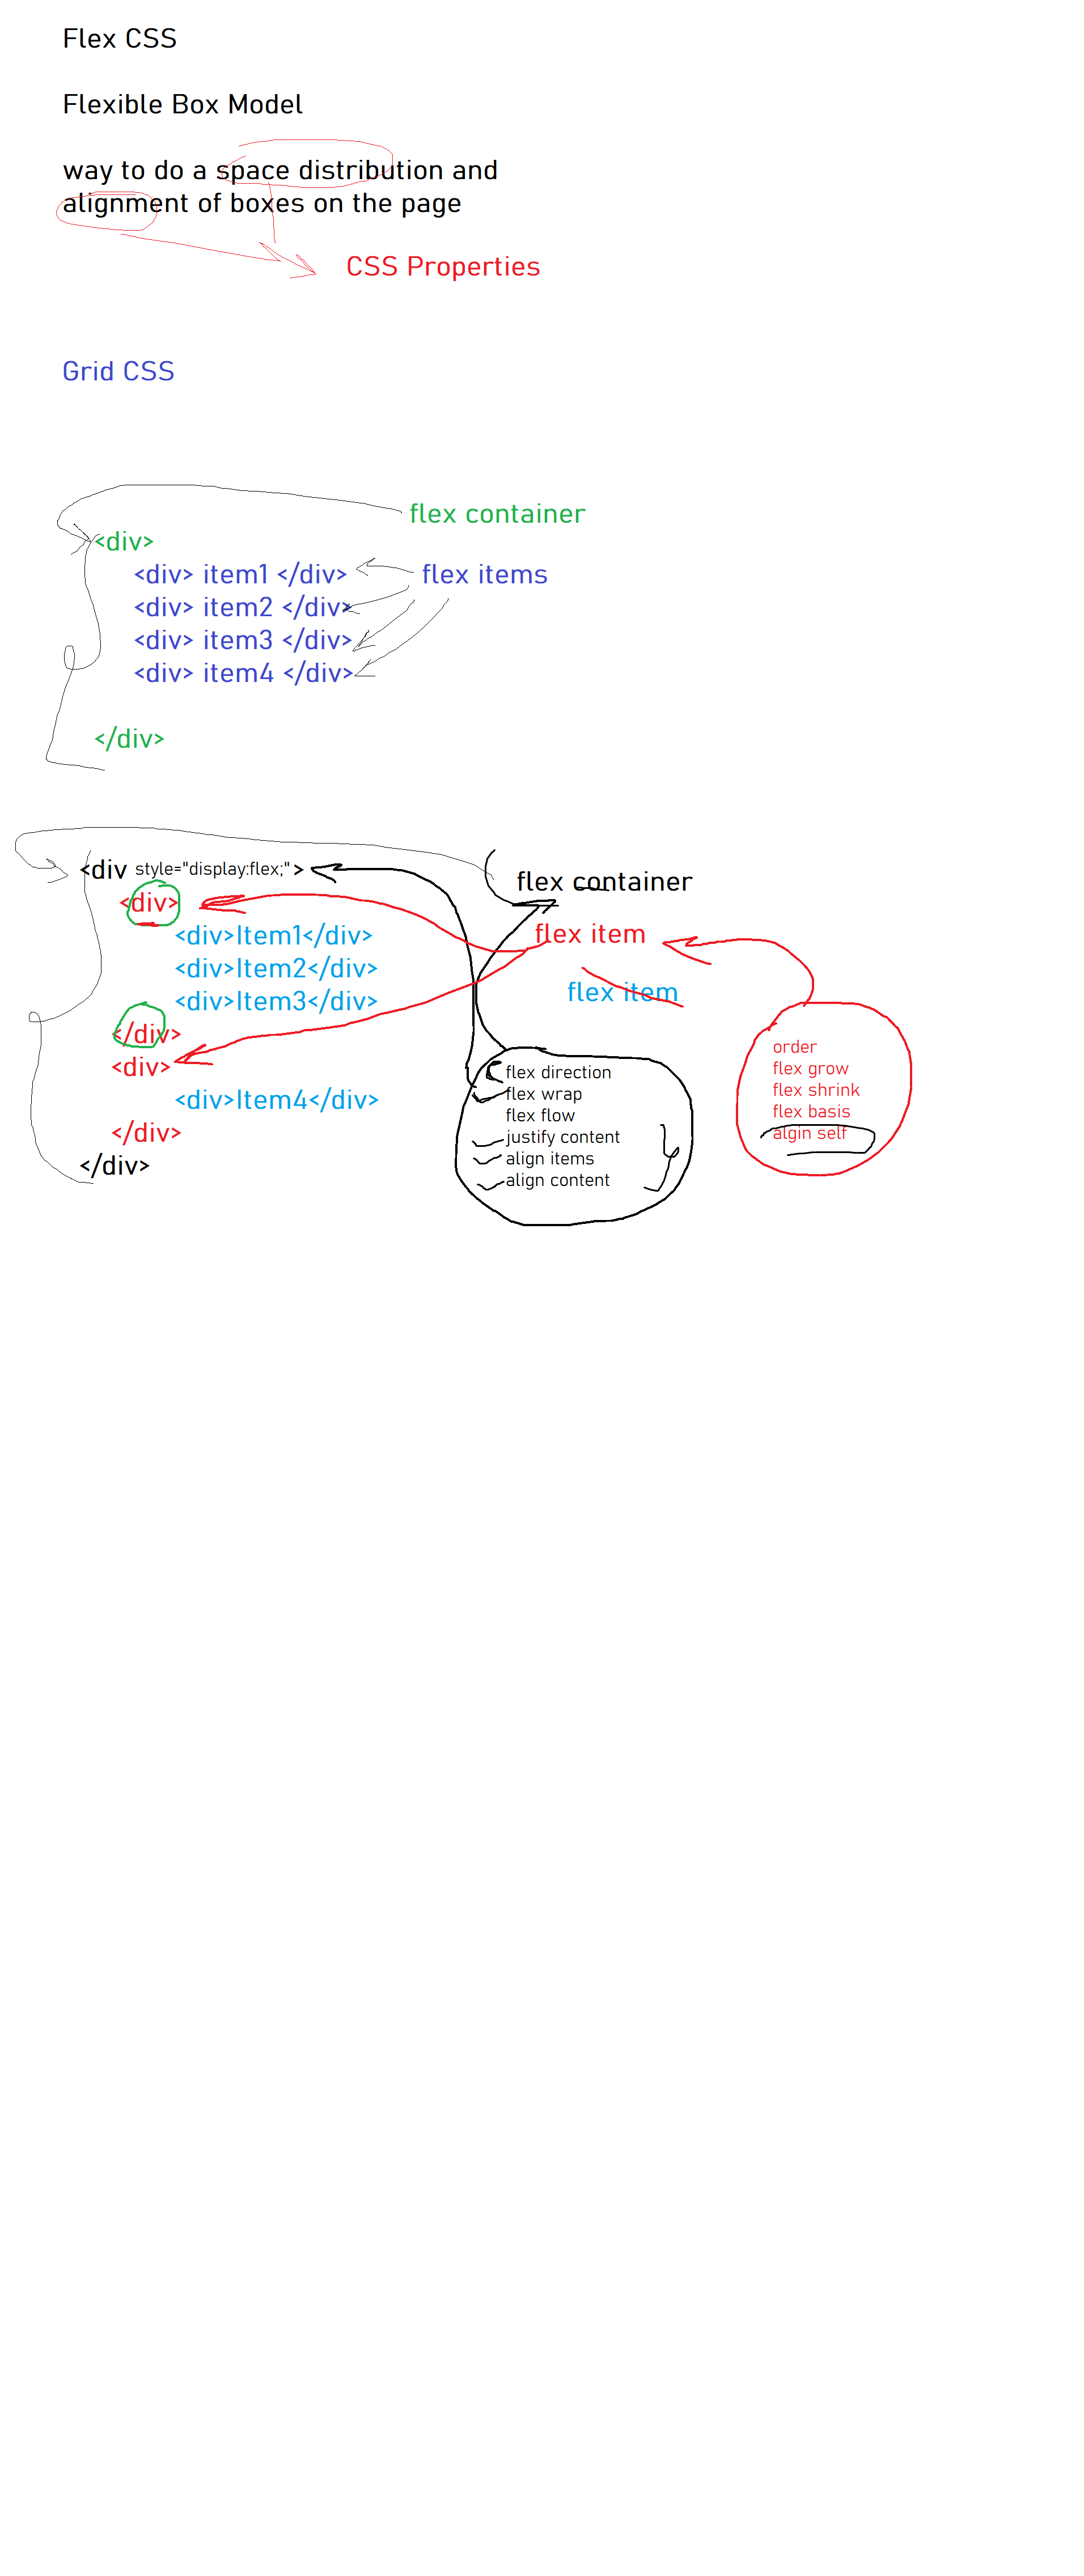 Flex CSS
Flexible Box Model
way to do a space distribution and
alignment of boxes on the page
CSS Properties
Grid CSS
flex container
<div>
<div> item1 </div>
flex items
<div> item2 </div>
<div> item3 </div>
<div> item4 </div>
</div>
<div style="display:flex;" >
flex container
<div>
flex item
<div>Item1</div>
<div>Item2</div>
flex item
<div>Item3</div>
</div>
<div>
<div>Item4</div>
</div>
</div>
flex direction
flex wrap
flex flow
justify content
align items
align content
order
flex grow
flex shrink
flex basis
algin self